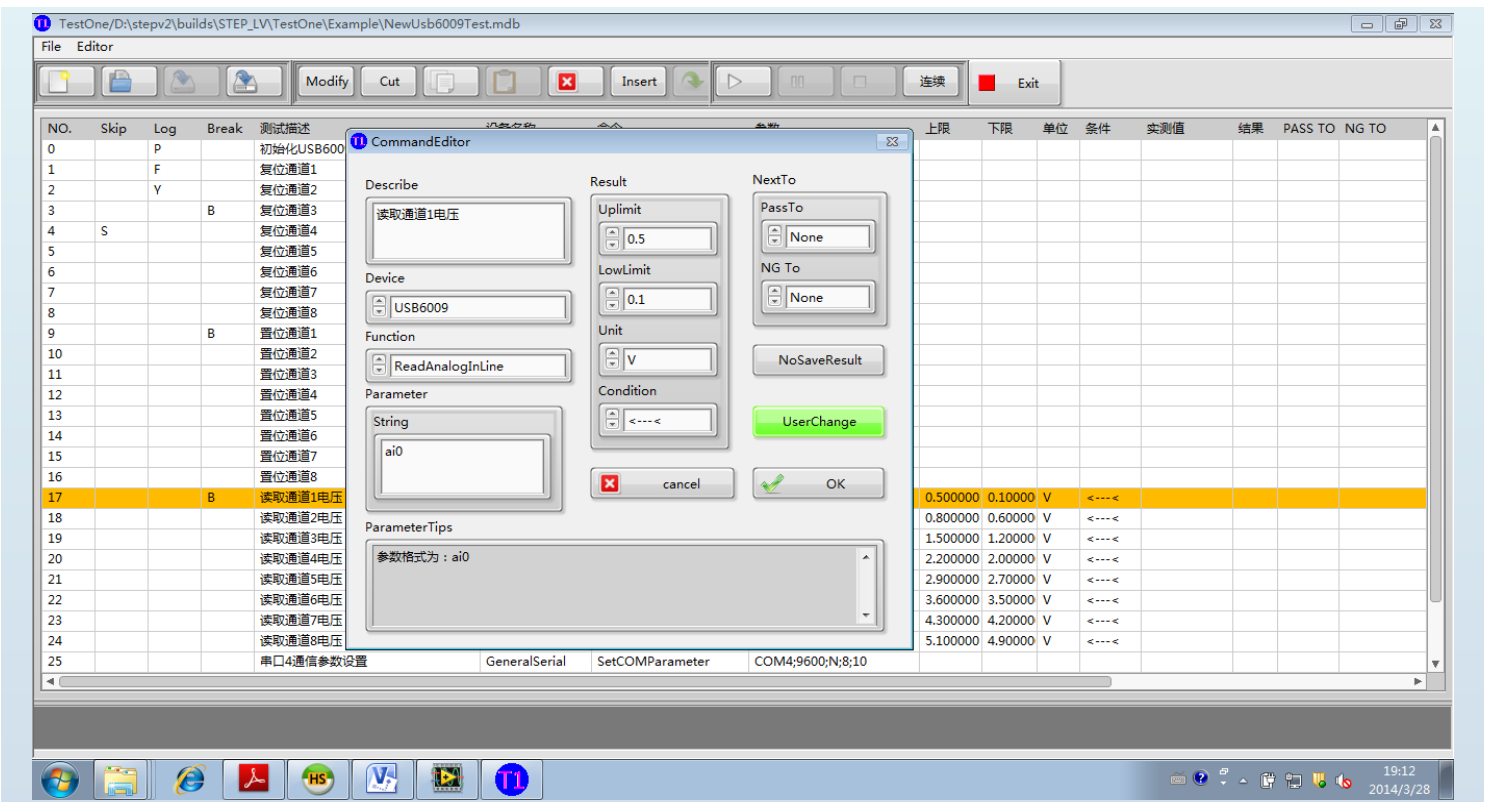 TestOne/D:\stepv2\builds\STEP_LV\TestOne\Example\NewUsb6009Test.mdb
File Editor
Modify Cut Insert 连续 Exit
NO. Skip Log Break 测试描述 设备名称 命令 参数 上限 下限 单位 条件 实测值 结果 PASS TO NG TO
0 P 初始化USB600
1 F 复位通道1
2 Y 复位通道2
3 B 复位通道3
4 S 复位通道4
5 复位通道5
6 复位通道6
7 复位通道7
8 复位通道8
9 B 置位通道1
10 置位通道2
11 置位通道3
12 置位通道4
13 置位通道5
14 置位通道6
15 置位通道7
16 置位通道8
17 B 读取通道1电压 0.500000 0.10000 V <---<
18 读取通道2电压 0.800000 0.60000 V <---<
19 读取通道3电压 1.500000 1.20000 V <---<
20 读取通道4电压 2.200000 2.00000 V <---<
21 读取通道5电压 2.900000 2.70000 V <---<
22 读取通道6电压 3.600000 3.50000 V <---<
23 读取通道7电压 4.300000 4.20000 V <---<
24 读取通道8电压 5.100000 4.90000 V <---<
25 串口4通信参数设置 GeneralSerial SetCOMParameter COM4;9600;N;8;10
CommandEditor
Describe
读取通道1电压
Device
USB6009
Function
ReadAnalogInLine
Parameter
String
ai0
Result
Uplimit
0.5
LowLimit
0.1
Unit
V
Condition
<---<
NextTo
PassTo
None
NG To
None
NoSaveResult
UserChange
cancel OK
ParameterTips
参数格式为：ai0
HS T1
19:12
2014/3/28